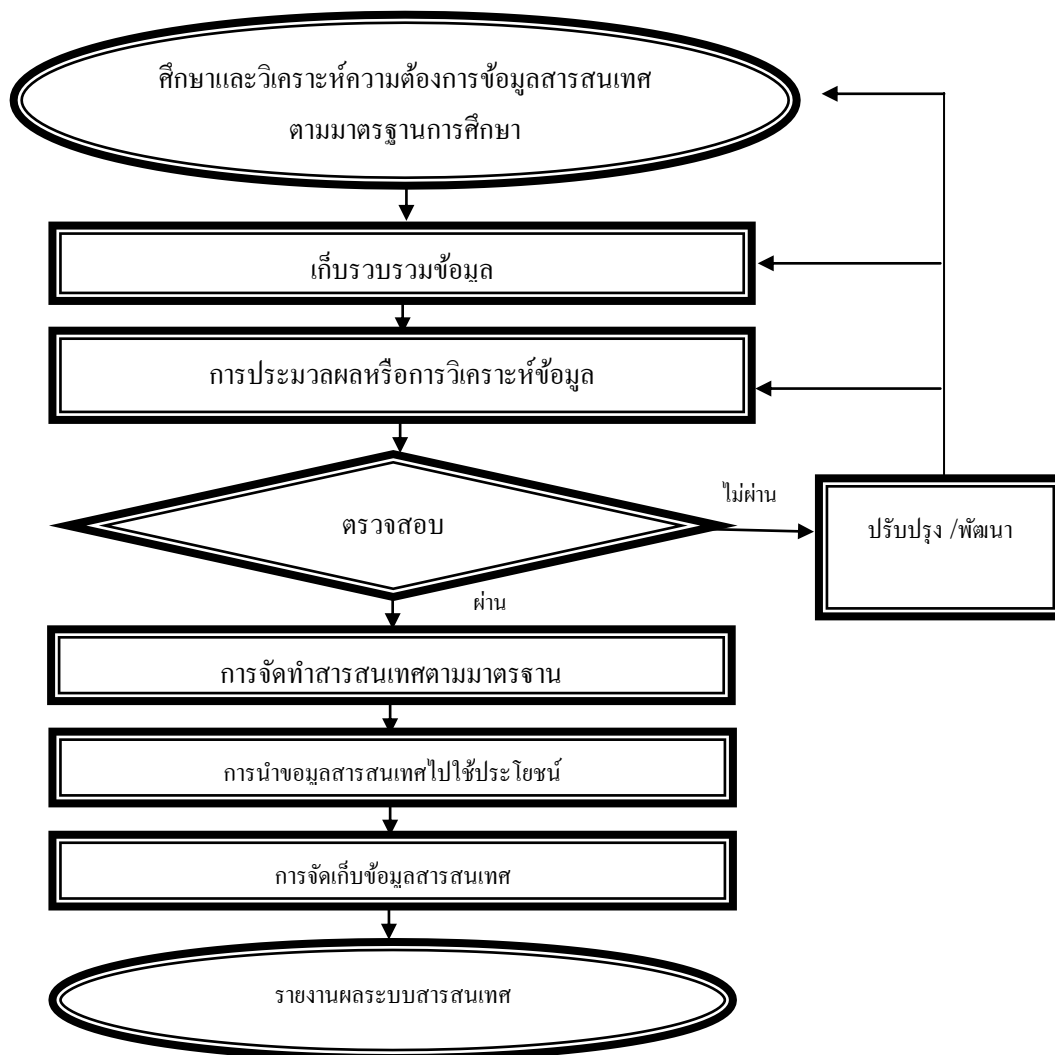 ศึกษาและวิเคราะห์ความต้องการข้อมูลสารสนเทศ
ตามมาตรฐานการศึกษา
เก็บรวบรวมข้อมูล
การประมวลผลหรือการวิเคราะห์ข้อมูล
ตรวจสอบ
ไม่ผ่าน
ปรับปรุง /พัฒนา
ผ่าน
การจัดทำสารสนเทศตามมาตรฐาน
การนำขอมูลสารสนเทศไปใช้ประโยชน์
การจัดเก็บข้อมูลสารสนเทศ
รายงานผลระบบสารสนเทศ